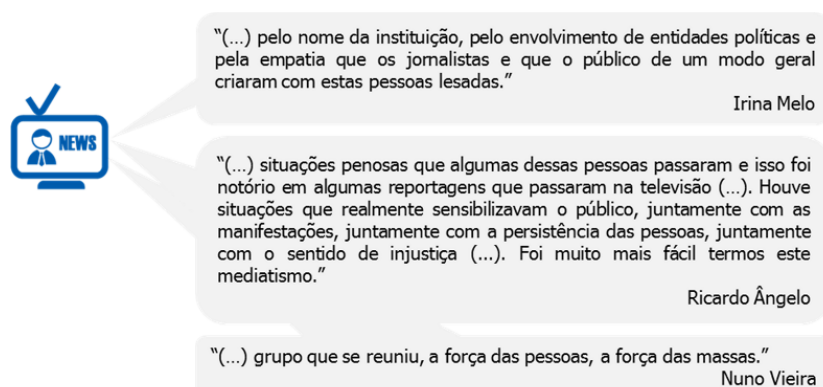 “(…) pelo nome da instituição, pelo envolvimento de entidades políticas e
pela empatia que os jornalistas e que o público de um modo geral
criaram com estas pessoas lesadas.”
Irina Melo
NEWS
“(…) situações penosas que algumas dessas pessoas passaram e isso foi
notório em algumas reportagens que passaram na televisão (…). Houve
situações que realmente sensibilizavam o público, juntamente com as
manifestações, juntamente com a persistência das pessoas, juntamente
com o sentido de injustiça (...). Foi muito mais fácil termos este
mediatismo.”
Ricardo Ângelo
“(…) grupo que se reuniu, a força das pessoas, a força das massas.”
Nuno Vieira